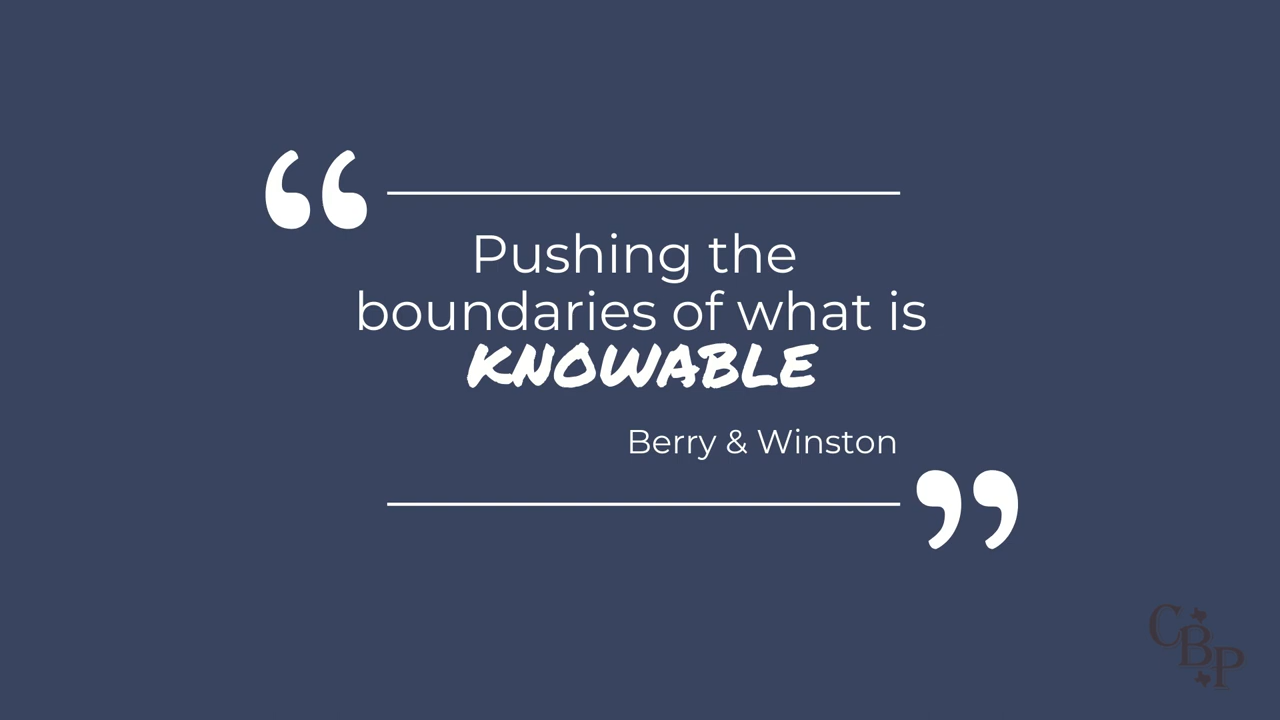 “
Pushing the
boundaries of what is
KNOWABLE
Berry & Winston
”
CBP